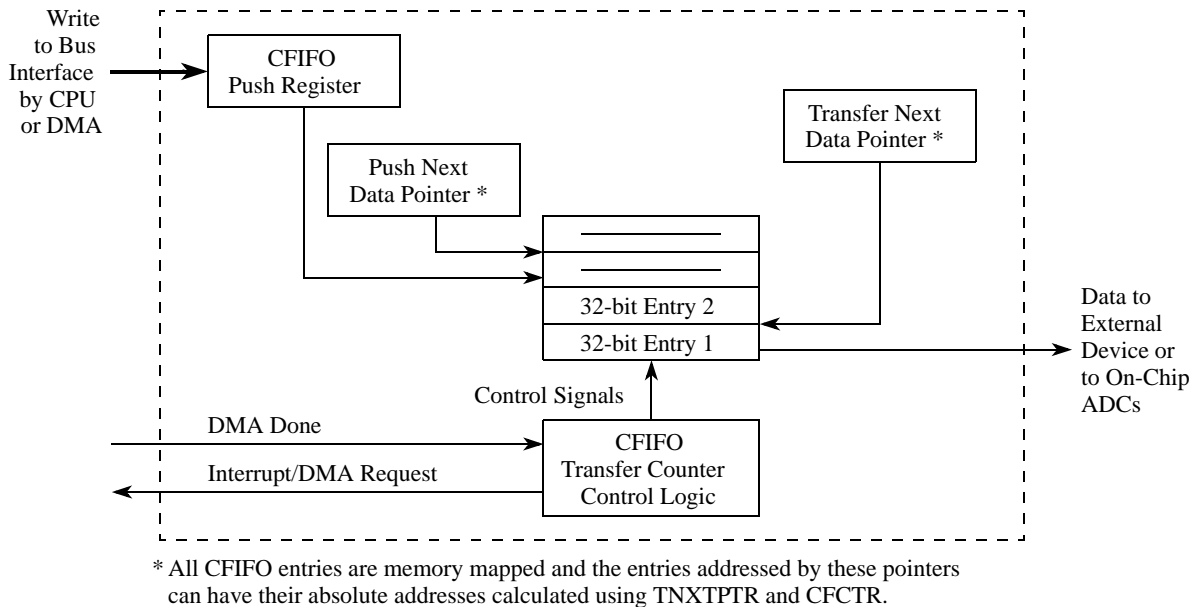 Write
to Bus
Interface
by CPU
or DMA
CFIFO
Push Register
Push Next
Data Pointer *
Transfer Next
Data Pointer *
32-bit Entry 2
32-bit Entry 1
Data to
External
Device or
to On-Chip
ADCs
Control Signals
DMA Done
Interrupt/DMA Request
CFIFO
Transfer Counter
Control Logic
* All CFIFO entries are memory mapped and the entries addressed by these pointers
can have their absolute addresses calculated using TNXTPTR and CFCTR.